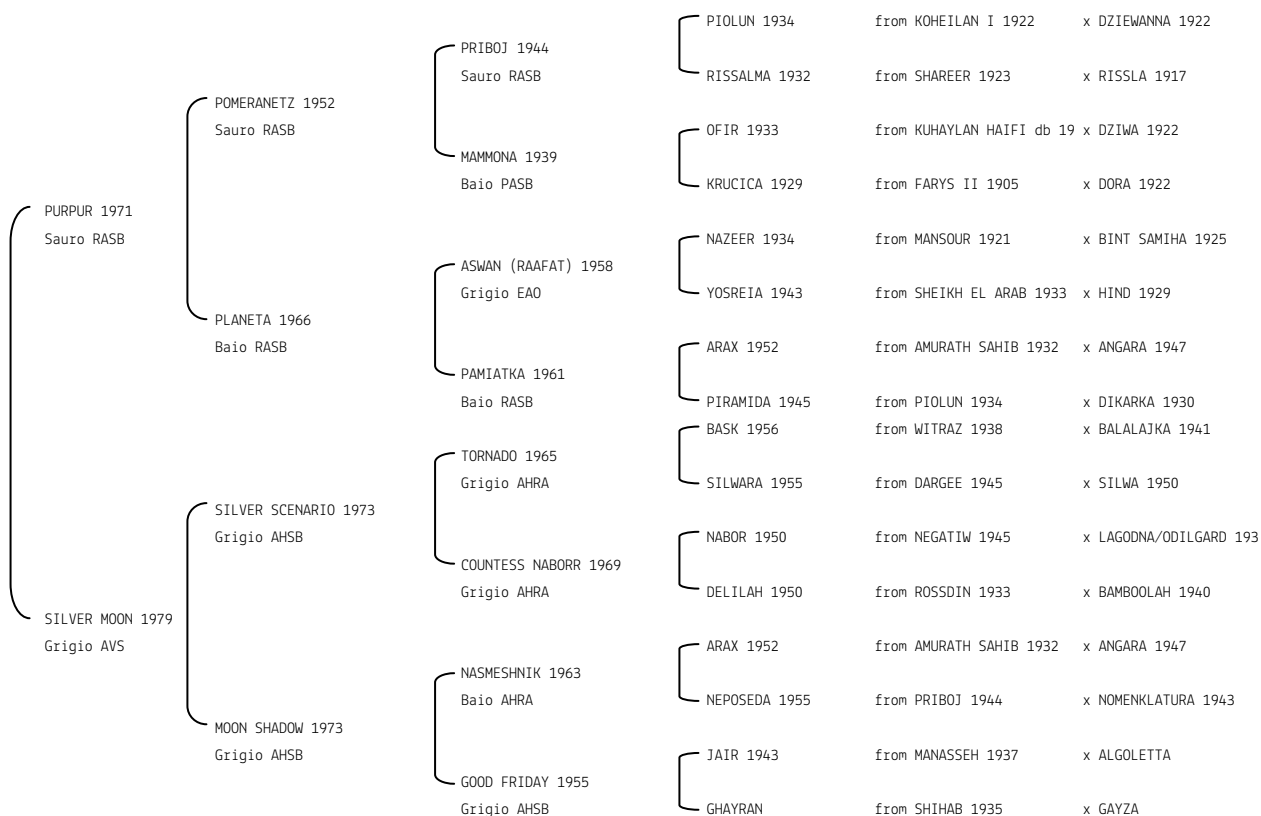 PIOLUN 1934 from KOHEILAN I 1922 x DZIEWANNA 1922
PRIBOJ 1944
Sauro RASB RISSALMA 1932 from SHAREER 1923 x RISSLA 1917
POMERANETZ 1952
Sauro RASB OFIR 1933 from KUHAYLAN HAIFI db 19 x DZIWA 1922
MAMMONA 1939
Baio PASB KRUCICA 1929 from FARYS II 1905 x DORA 1922
PURPUR 1971
Sauro RASB NAZEER 1934 from MANSOUR 1921 x BINT SAMIHA 1925
ASWAN (RAAFAT) 1958
Grigio EAO YOSREIA 1943 from SHEIKH EL ARAB 1933 x HIND 1929
PLANETA 1966
Baio RASB ARAX 1952 from AMURATH SAHIB 1932 x ANGARA 1947
PAMIATKA 1961
Baio RASB PIRAMIDA 1945 from PIOLUN 1934 x DIKARKA 1930
BASK 1956 from WITRAZ 1938 x BALALAJKA 1941
TORNADO 1965
Grigio AHRA SILWARA 1955 from DARGEE 1945 x SILWA 1950
SILVER SCENARIO 1973
Grigio AHSB NABOR 1950 from NEGATIW 1945 x LAGODNA/ODILGARD 193
COUNTESS NABORR 1969
Grigio AHRA DELILAH 1950 from ROSSDIN 1933 x BAMBOOLAH 1940
SILVER MOON 1979
Grigio AVS ARAX 1952 from AMURATH SAHIB 1932 x ANGARA 1947
NASMESHNIK 1963
Baio AHRA NEPOSEDA 1955 from PRIBOJ 1944 x NOMENKLATURA 1943
MOON SHADOW 1973
Grigio AHSB JAIR 1943 from MANASSEH 1937 x ALGOLETTA
GOOD FRIDAY 1955
Grigio AHSB GHAYRAN from SHIHAB 1935 x GAYZA